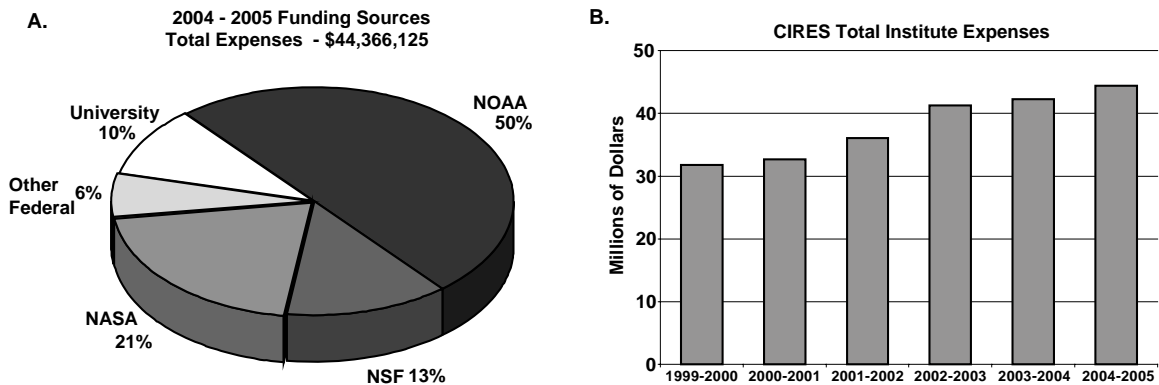 A.
2004 - 2005 Funding Sources
Total Expenses - $44,366,125
NOAA
50%
University
10%
Other
Federal
6%
NASA
21%
NSF 13%
B.
CIRES Total Institute Expenses
Millions of Dollars
50
40
30
20
10
0
1999-2000 2000-2001 2001-2002 2002-2003 2003-2004 2004-2005